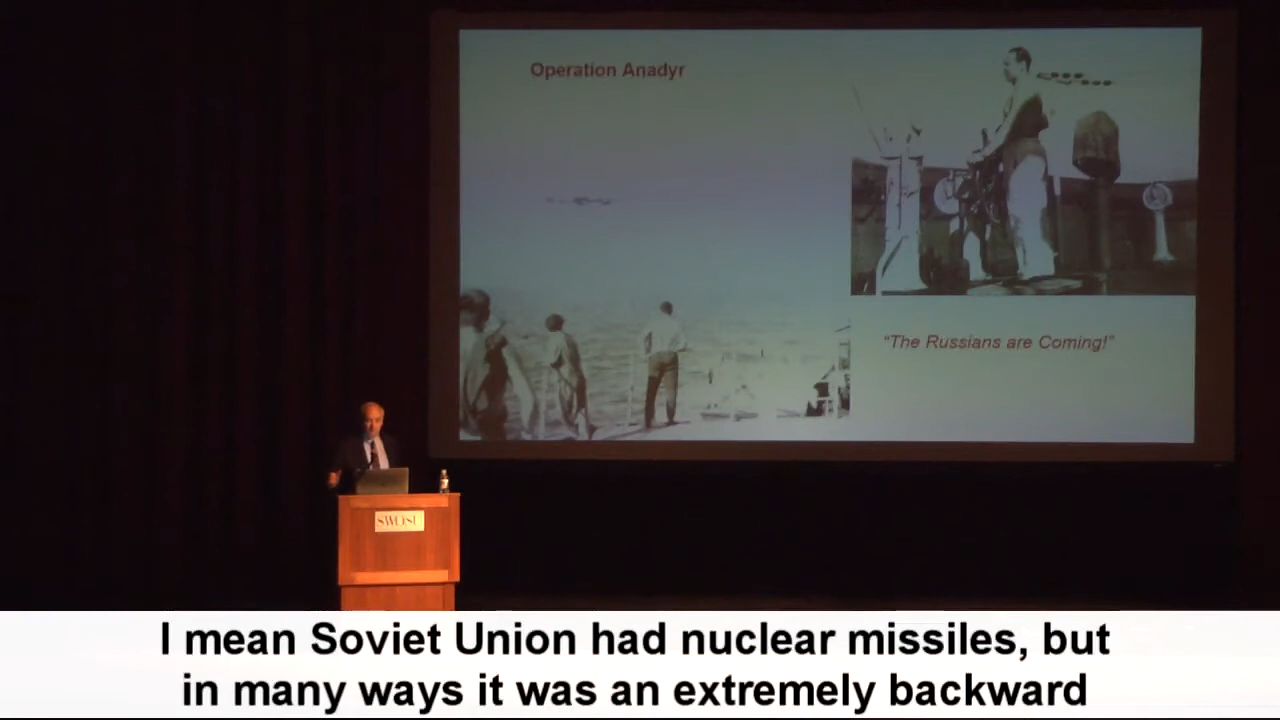 Operation Anadyr
“The Russians are Coming!”
SWOSU
I mean Soviet Union had nuclear missiles, but
in many ways it was an extremely backward